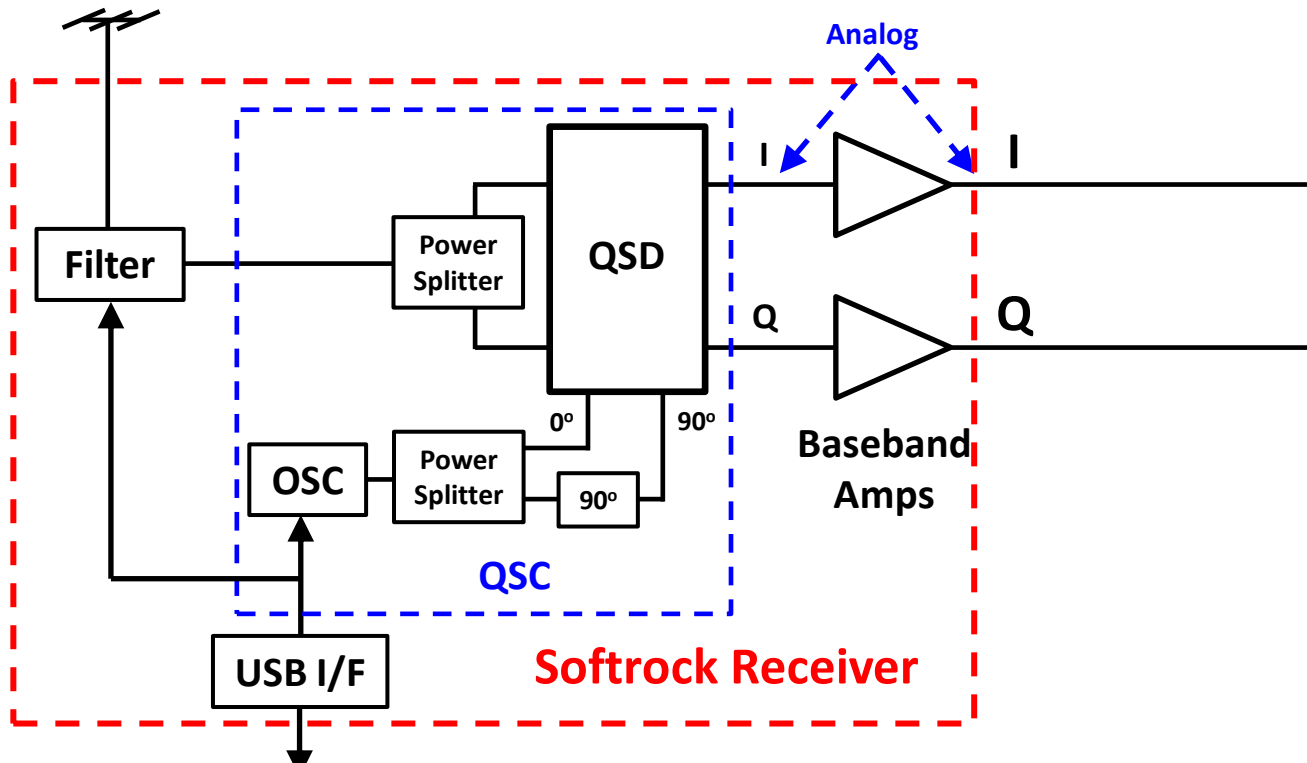 Analog
I
I
Filter
Power
Splitter
QSD
Q
Q
0º
90º
Baseband
Amps
OSC
Power
Splitter
90º
QSC
USB I/F
Softrock Receiver